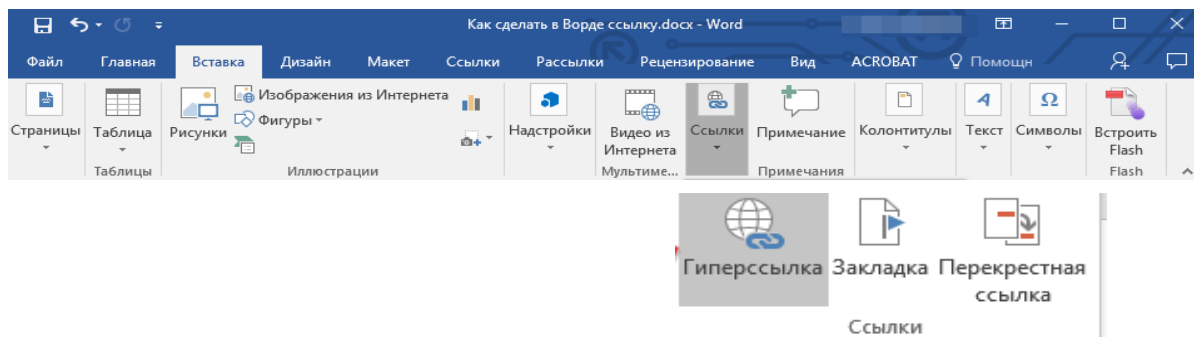 Как сделать в Ворде ссылку.docx - Word
Файл Главная Вставка Дизайн Макет Ссылки Рассылки Рецензирование Вид ACROBAT Помощн
Страницы Таблица Рисунки Изображения из Интернета Фигуры Надстройки Видео из Интернета Ссылки Примечание Колонтитулы Текст Символы Встроить Flash
Таблицы Иллюстрации Мультиме... Примечания Flash
Гиперссылка Закладка Перекрестная
ссылка
Ссылки